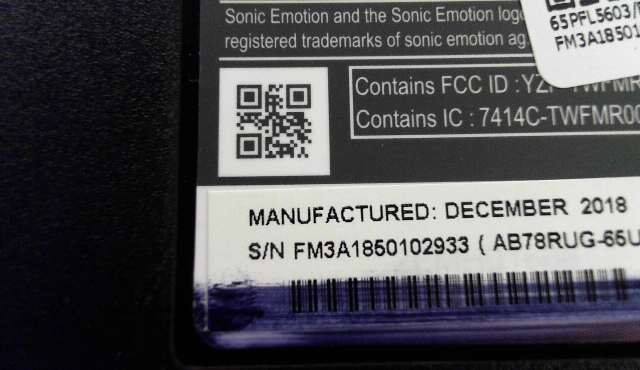 Sonic Emotion and the Sonic Emotion logo
registered trademarks of sonic emotion ag.
65PFL5603/
FM3A18501
Contains FCC ID :
Contains IC : 7414C-TWFMR00
MANUFACTURED: DECEMBER 2018
S/N FM3A1850102933 ( AB78RUG-65U